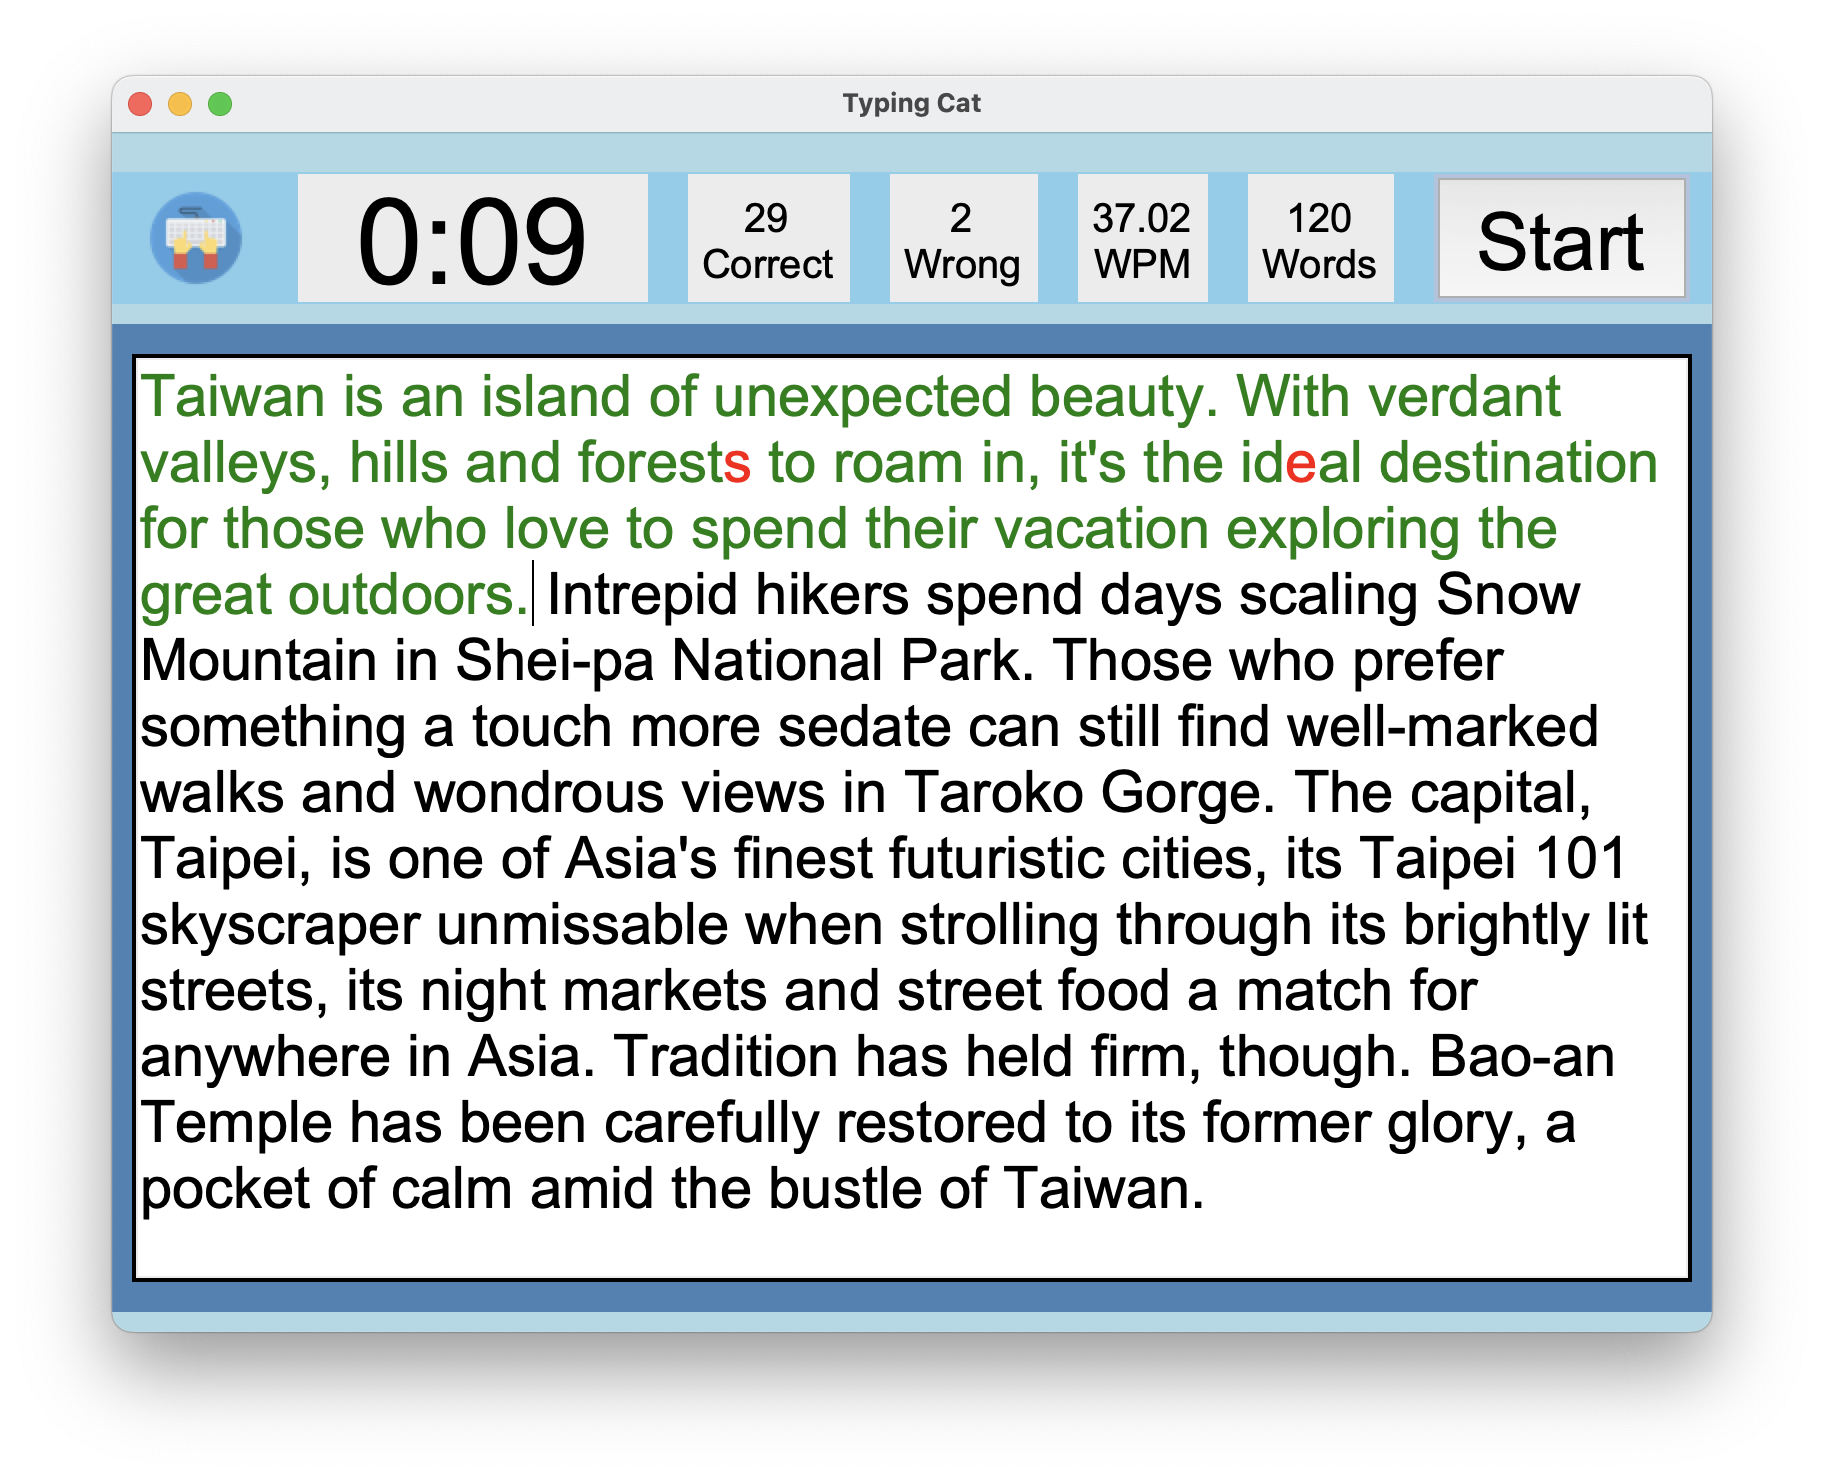 Typing Cat
0:09
29
Correct
2
Wrong
37.02
WPM
120
Words
Start
Taiwan is an island of unexpected beauty. With verdant
valleys, hills and forests to roam in, it's the ideal destination
for those who love to spend their vacation exploring the
great outdoors. Intrepid hikers spend days scaling Snow
Mountain in Shei-pa National Park. Those who prefer
something a touch more sedate can still find well-marked
walks and wondrous views in Taroko Gorge. The capital,
Taipei, is one of Asia's finest futuristic cities, its Taipei 101
skyscraper unmissable when strolling through its brightly lit
streets, its night markets and street food a match for
anywhere in Asia. Tradition has held firm, though. Bao-an
Temple has been carefully restored to its former glory, a
pocket of calm amid the bustle of Taiwan.